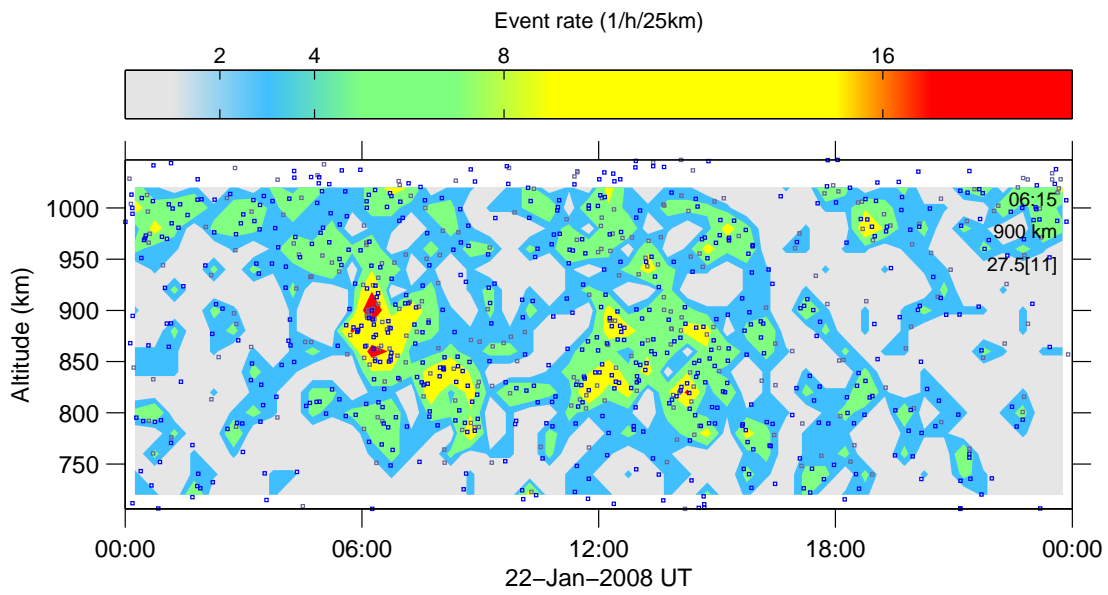 Event rate (1/h/25km)
2 4 8 16
1000
950
900
850
800
750
Altitude (km)
06:15
900 km
27.5[11]
00:00 06:00 12:00 18:00 00:00
22−Jan−2008 UT